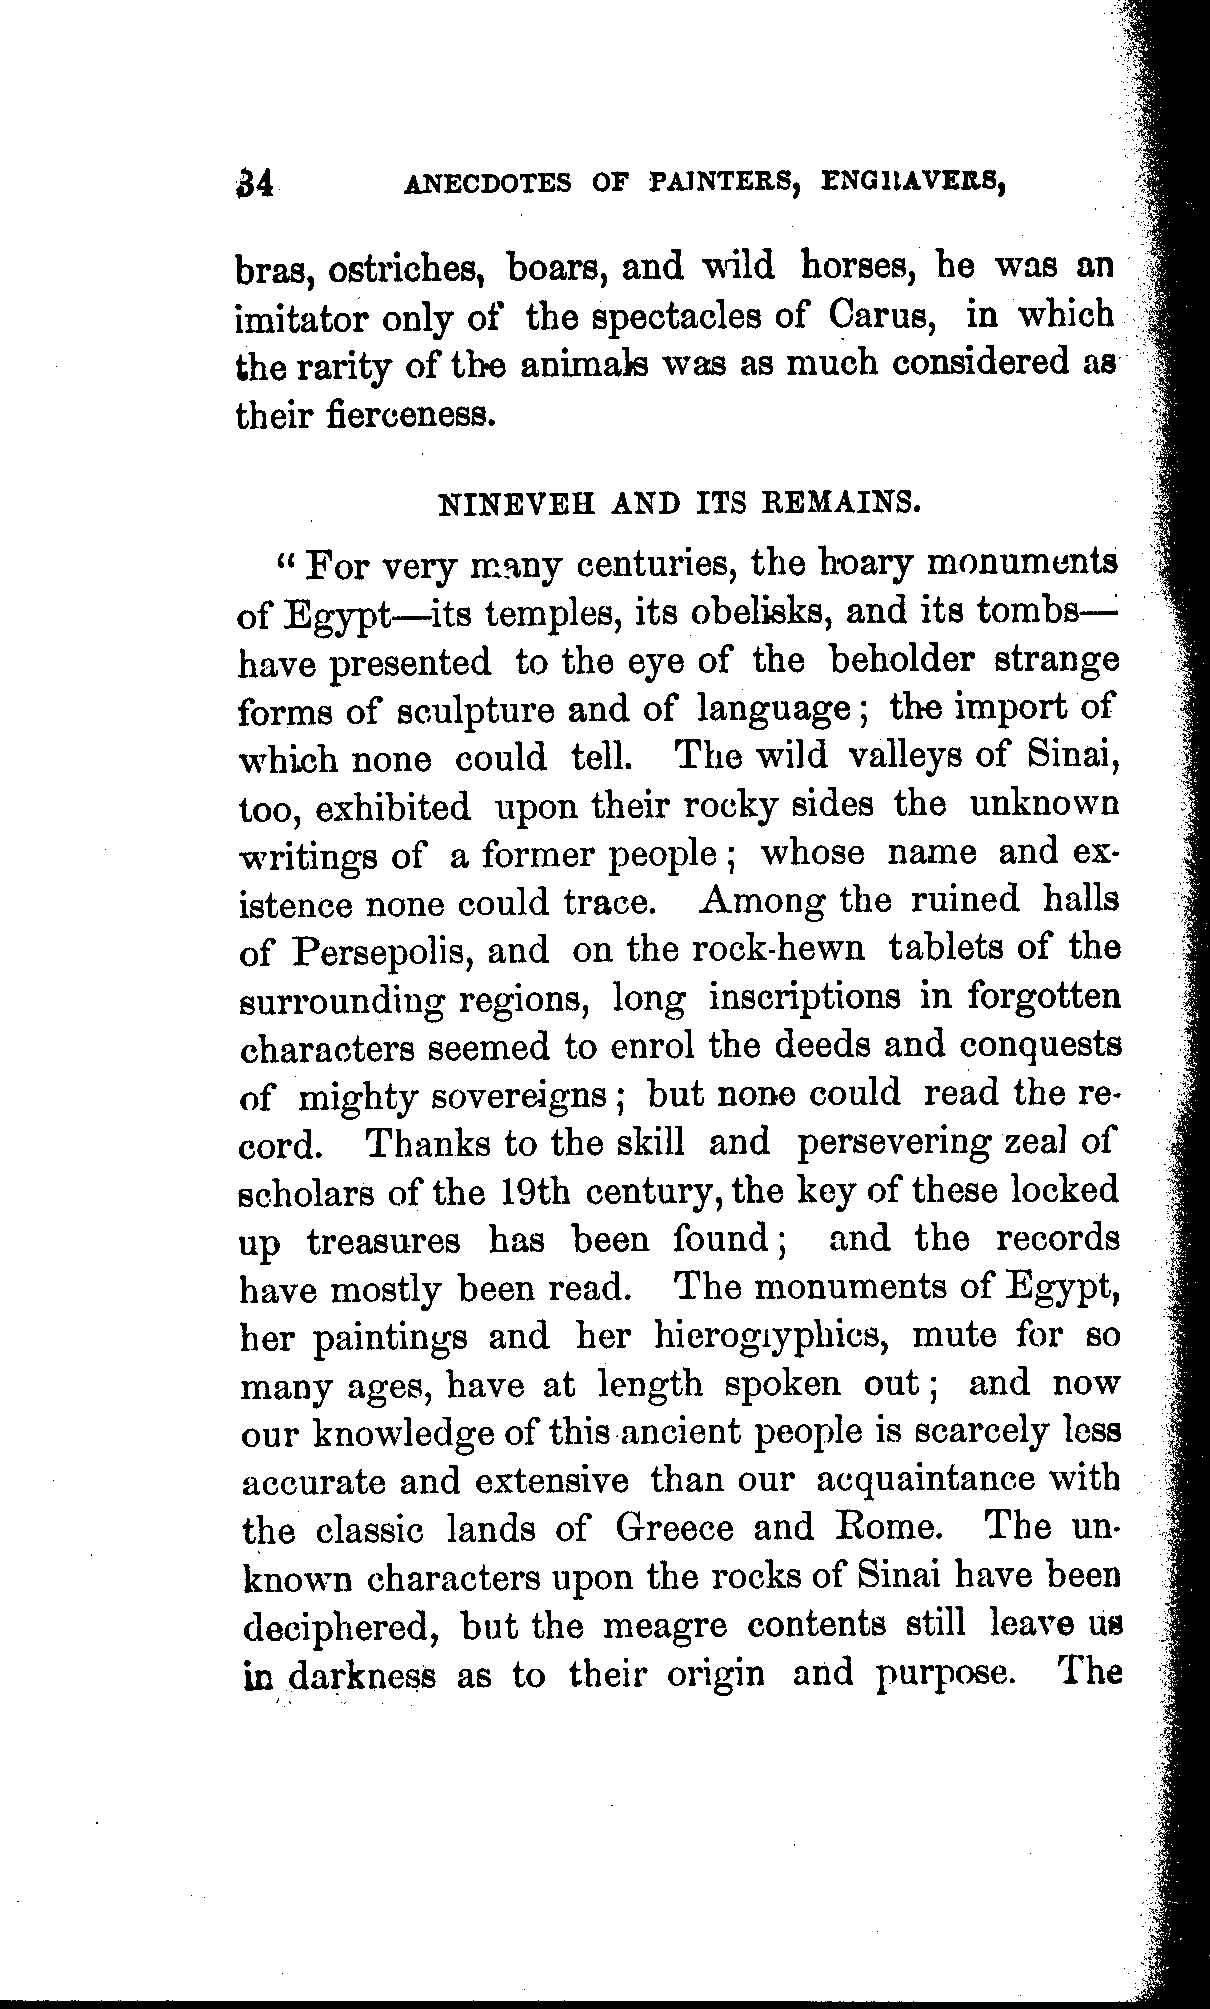 34 ANECDOTES OF PAINTERS, ENGRAVERS,
bras, ostriches, boars, and wild horses, he was an
imitator only of the spectacles of Carus, in which
the rarity of the animals was as much considered as
their fierceness.
NINEVEH AND ITS REMAINS.
“ For very many centuries, the hoary monuments
of Egypt—its temples, its obelisks, and its tombs—
have presented to the eye of the beholder strange
forms of sculpture and of language ; the import of
which none could tell. The wild valleys of Sinai,
too, exhibited upon their rocky sides the unknown
writings of a former people ; whose name and ex-
istence none could trace. Among the ruined halls
of Persepolis, and on the rock-hewn tablets of the
surrounding regions, long inscriptions in forgotten
characters seemed to enrol the deeds and conquests
of mighty sovereigns ; but none could read the re-
cord. Thanks to the skill and persevering zeal of
scholars of the 19th century, the key of these locked
up treasures has been found ; and the records
have mostly been read. The monuments of Egypt,
her paintings and her hieroglyphics, mute for so
many ages, have at length spoken out ; and now
our knowledge of this ancient people is scarcely less
accurate and extensive than our acquaintance with
the classic lands of Greece and Rome. The un-
known characters upon the rocks of Sinai have been
deciphered, but the meagre contents still leave us
in darkness as to their origin and purpose. The